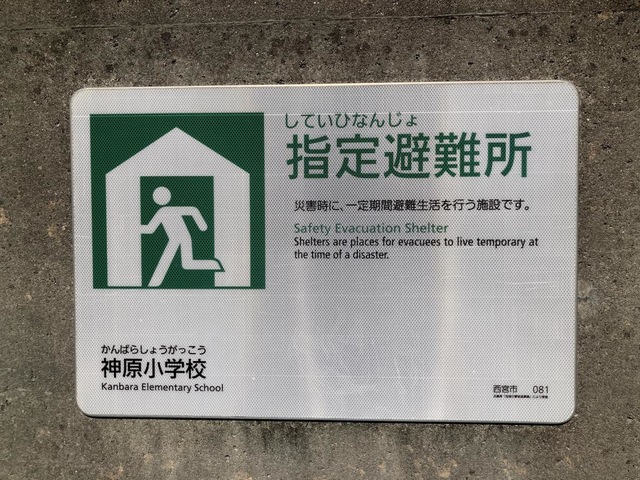 していひなんじょ
指定避難所
災害時に、一定期間避難生活を行う施設です。
Safety Evacuation Shelter
Shelters are places for evacuees to live temporary at
the time of a disaster.
かんばらしょうがっこう
神原小学校
Kanbara Elementary School
西宮市 081